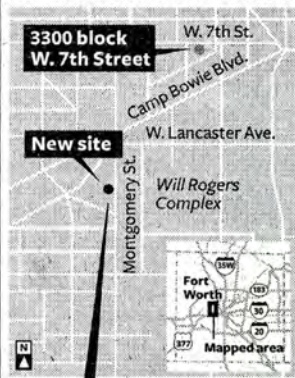 W. 7th St.
3300 block
W. 7th Street
Camp Bowie Blvd.
W. Lancaster Ave.
New site
Montgomery St.
Will Rogers
Complex
35W
Fort
Worth
183
30
20
377
Mapped area
N